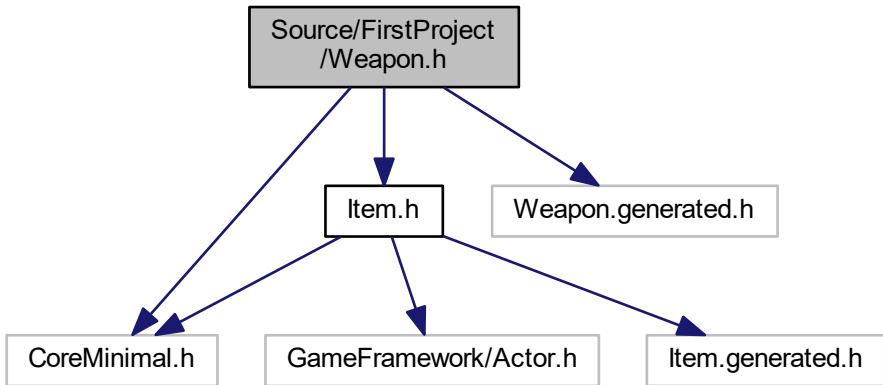 Source/FirstProject
/Weapon.h
Item.h
Weapon.generated.h
CoreMinimal.h
GameFramework/Actor.h
Item.generated.h